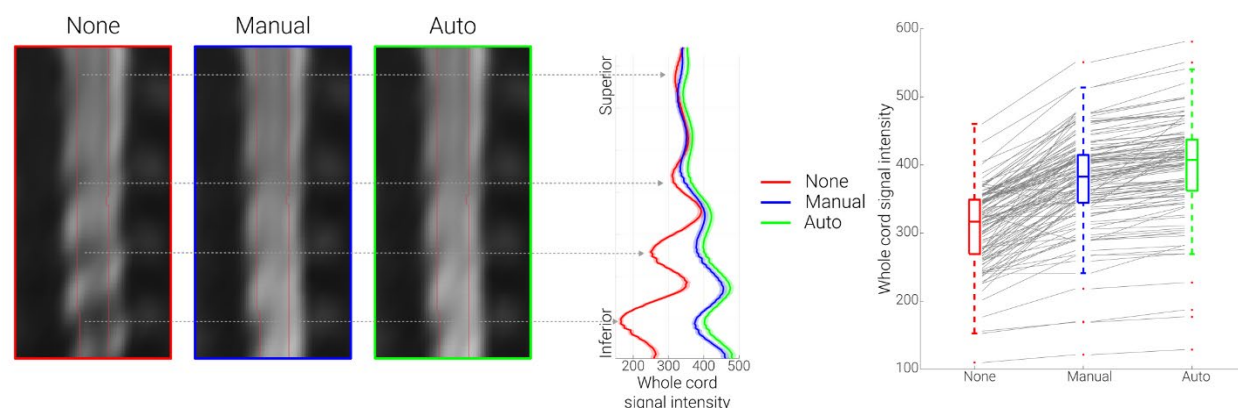 None
Manual
Auto
Superior
Inferior
200
300
400
500
Whole cord
signal intensity
None
Manual
Auto
Whole cord signal intensity
600
500
400
300
200
100
None
Manual
Auto